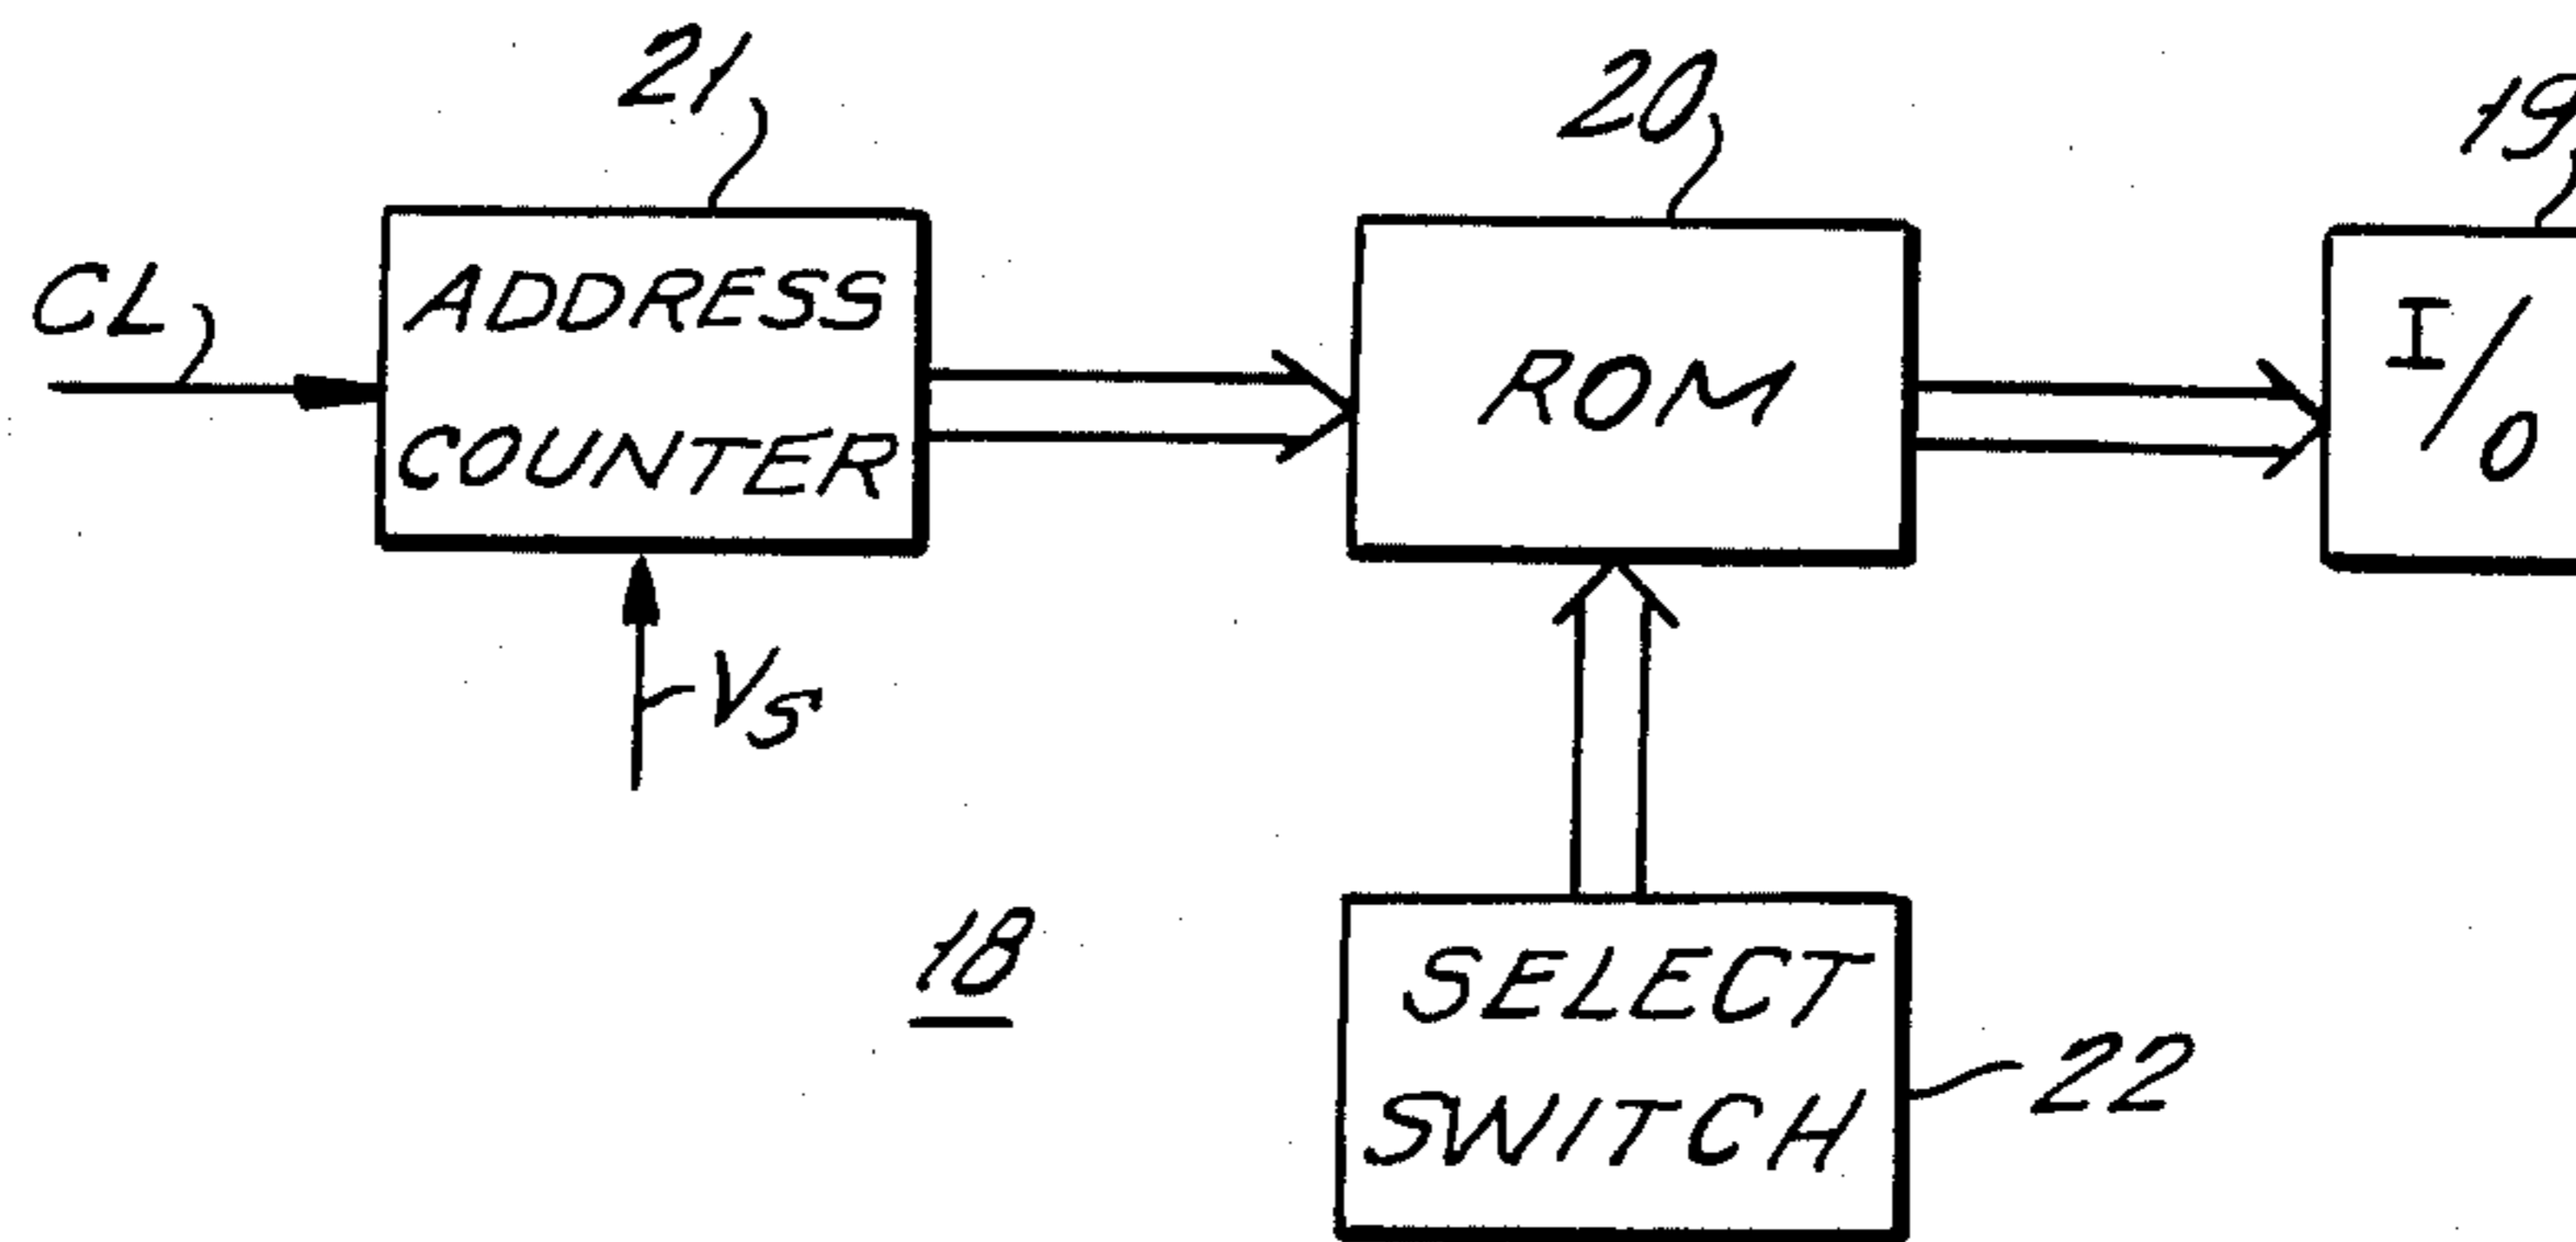 21
20
19
CL
ADDRESS
COUNTER
ROM
I/O
VS
18
SELECT
SWITCH
22